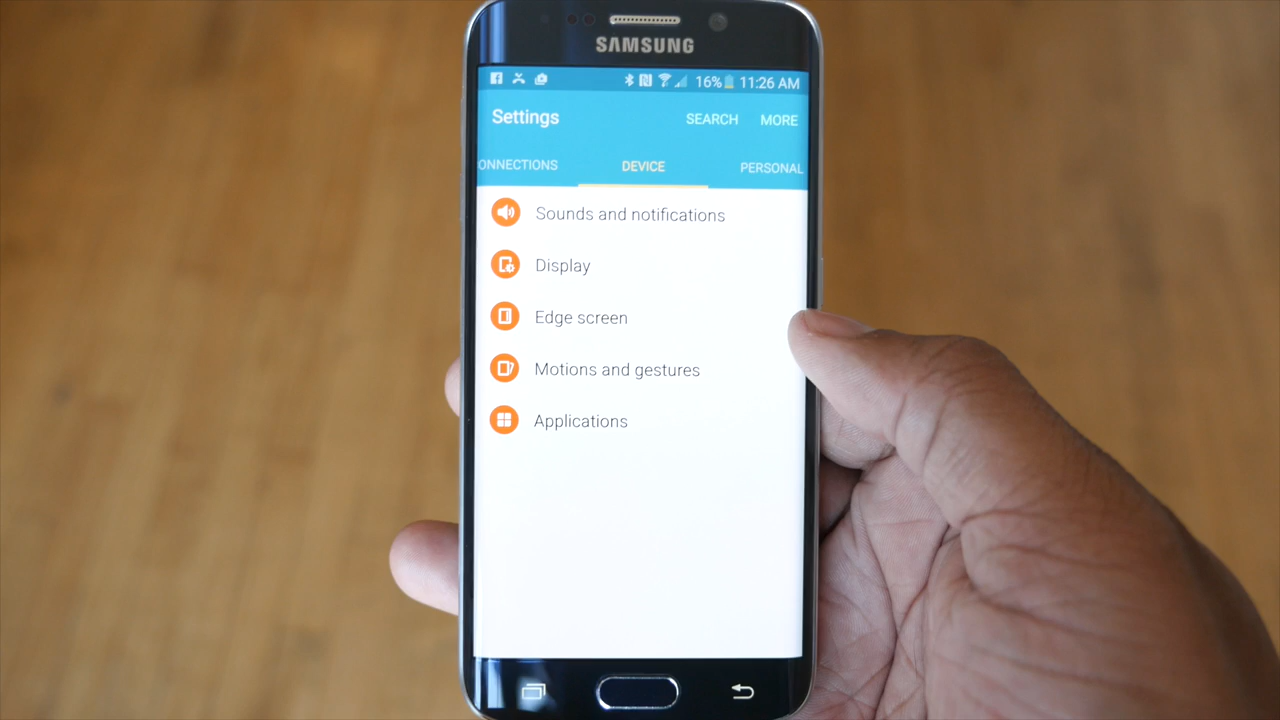 SAMSUNG
16% 11:26 AM
Settings SEARCH MORE
ONNECTIONS DEVICE PERSONAL
Sounds and notifications
Display
Edge screen
Motions and gestures
Applications